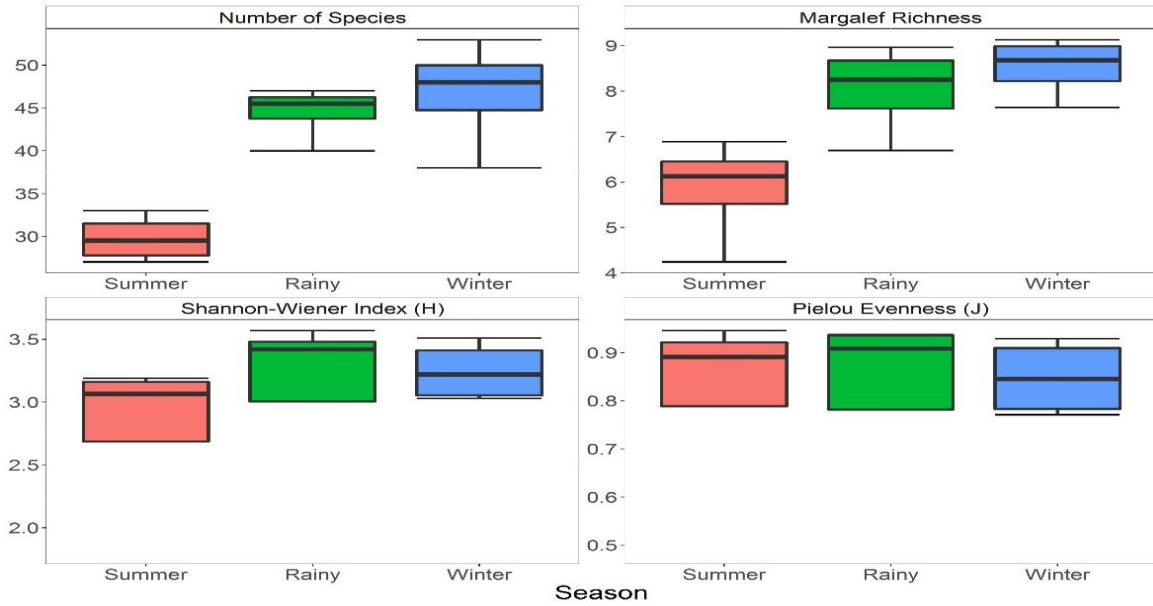 Number of Species
50
45
40
35
30
Summer Rainy Winter
Margalef Richness
9
8
7
6
5
4
Summer Rainy Winter
Shannon-Wiener Index (H)
3.5
3.0
2.5
2.0
Summer Rainy Winter
Pielou Evenness (J)
0.9
0.8
0.7
0.6
0.5
Summer Rainy Winter
Season